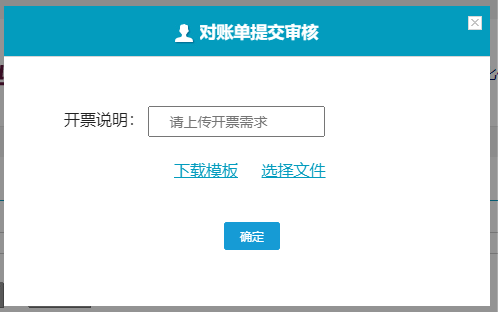 对账单提交审核
开票说明： 请上传开票需求
下载模板 选择文件
确定